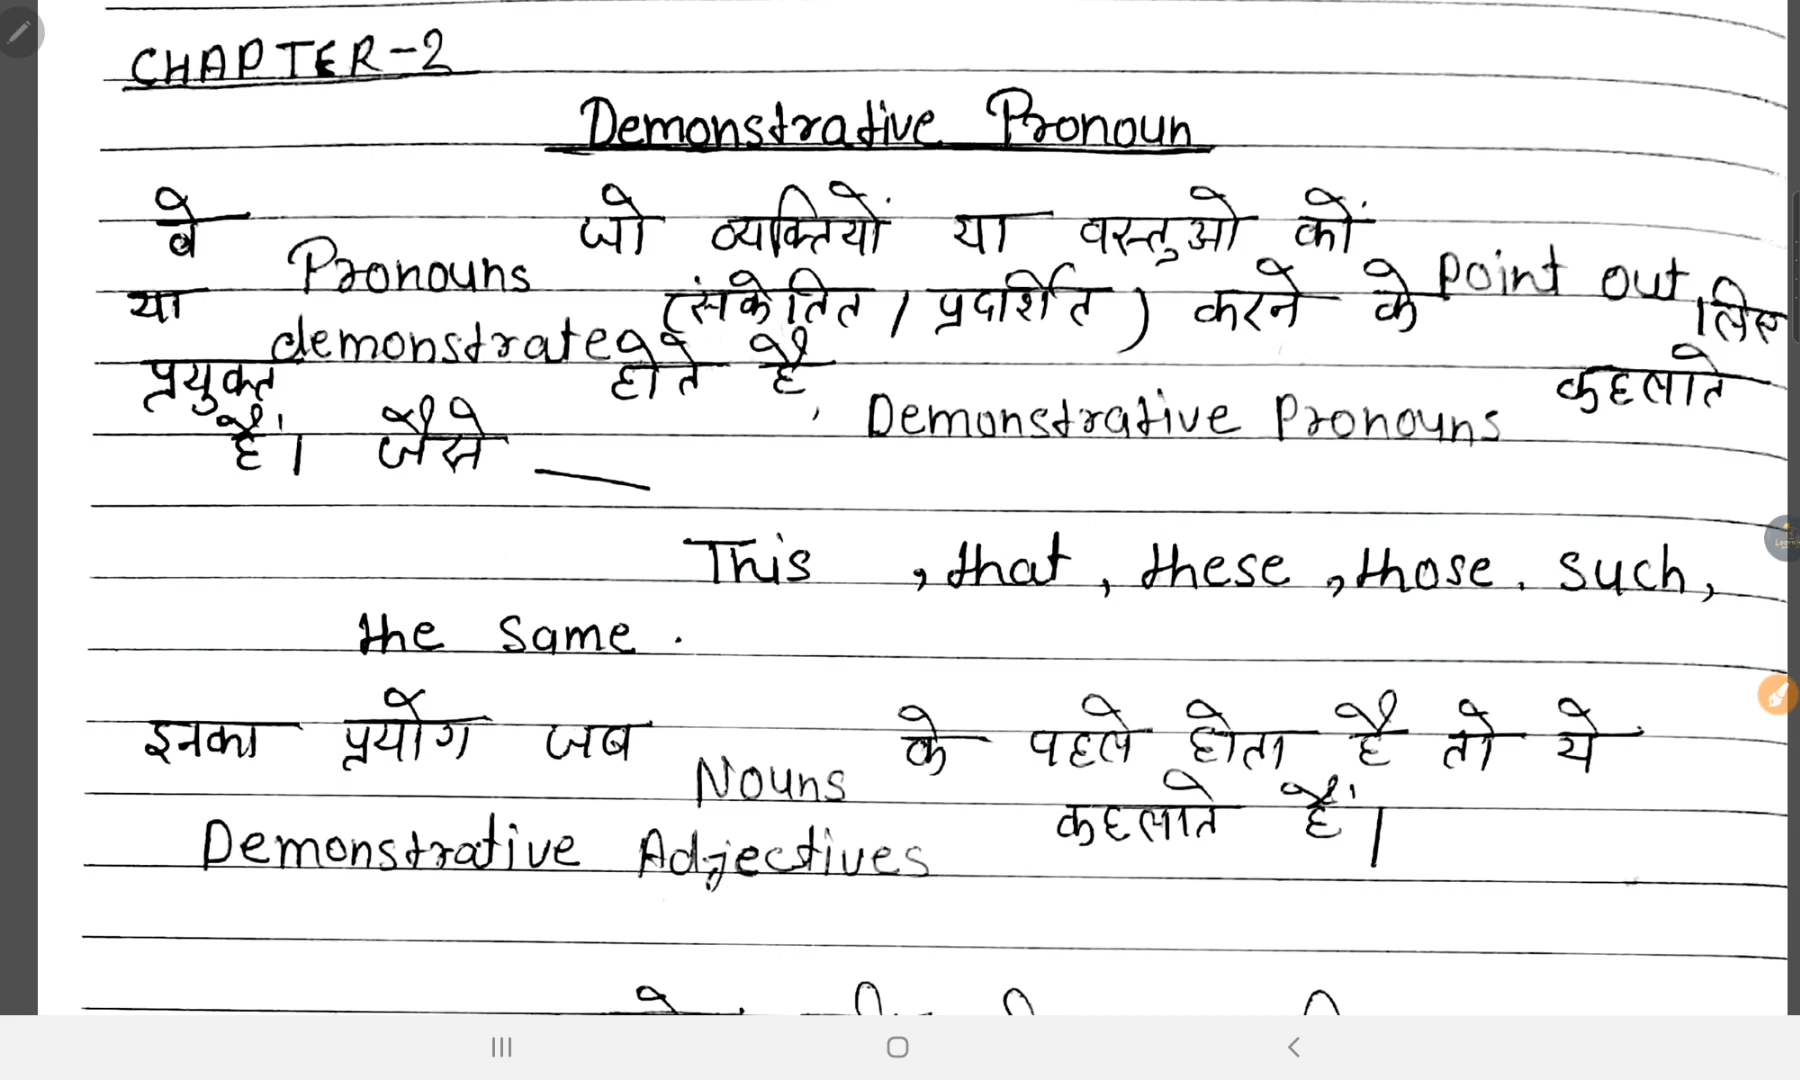 CHAPTER-2
Demonstrative Pronoun
वे Pronouns जो व्यक्तियों या वस्तुओ कों point out
या demonstrate (संकेतित / प्रदर्शित) करने के लिए
प्रयुक्त होते है, Demonstrative Pronouns कहलाते
हैं। जैसे —
This , that, these, those. such,
the same.
इनका प्रयोग जब Nouns के पहले होता है तो ये
Demonstrative Adjectives कहलाते हैं।